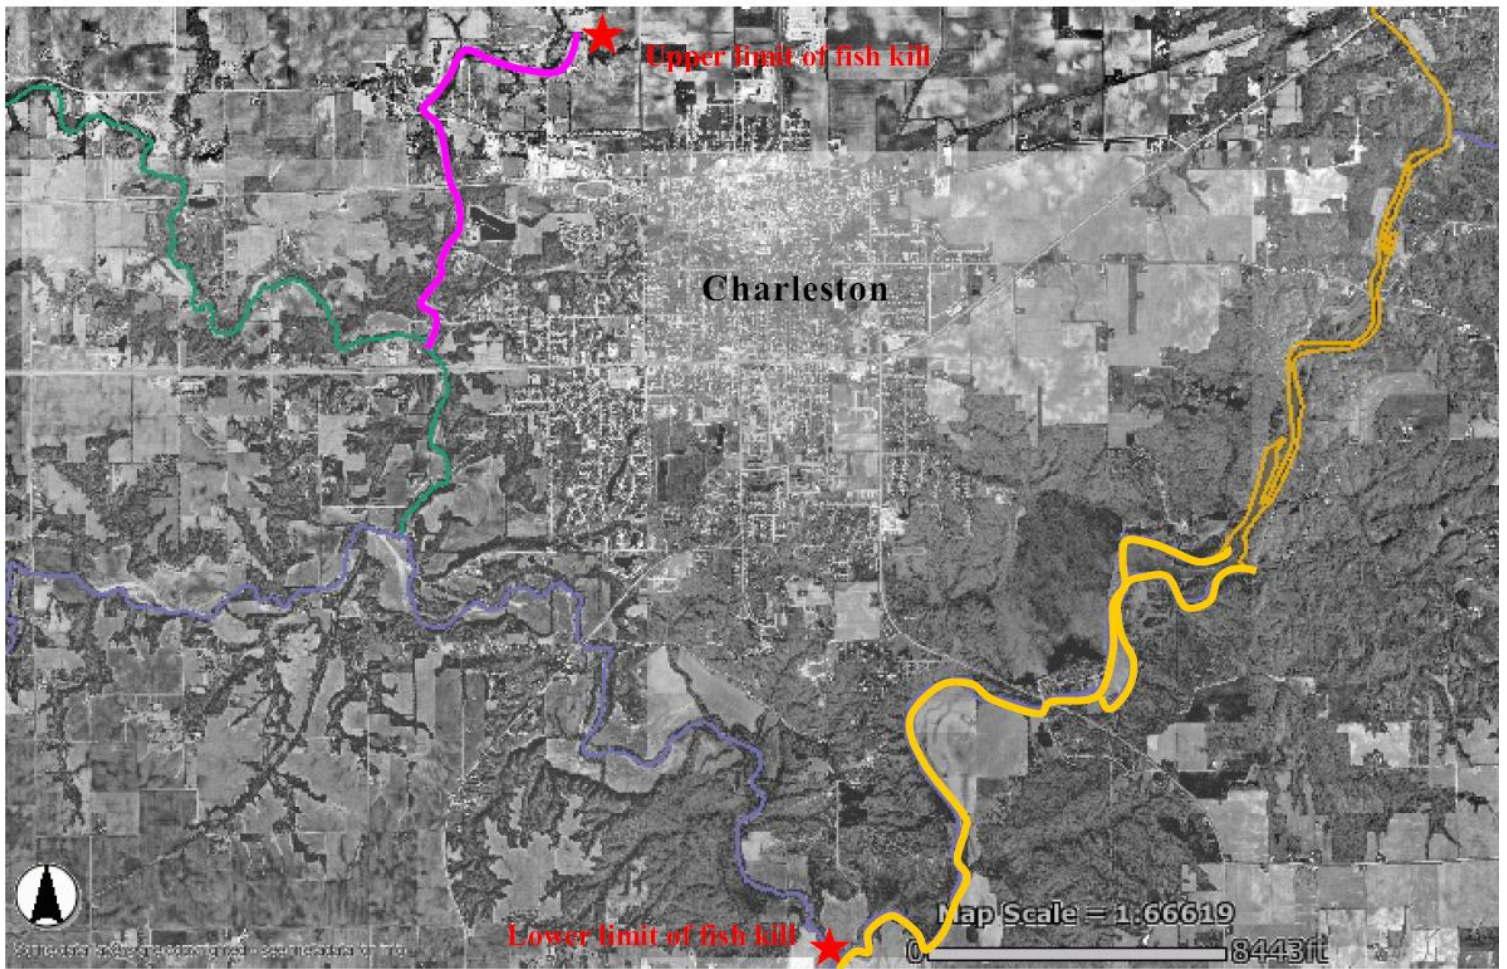 Upper limit of fish kill
Charleston
Map Scale = 1.66619
Lower limit of fish kill
0 8443ft